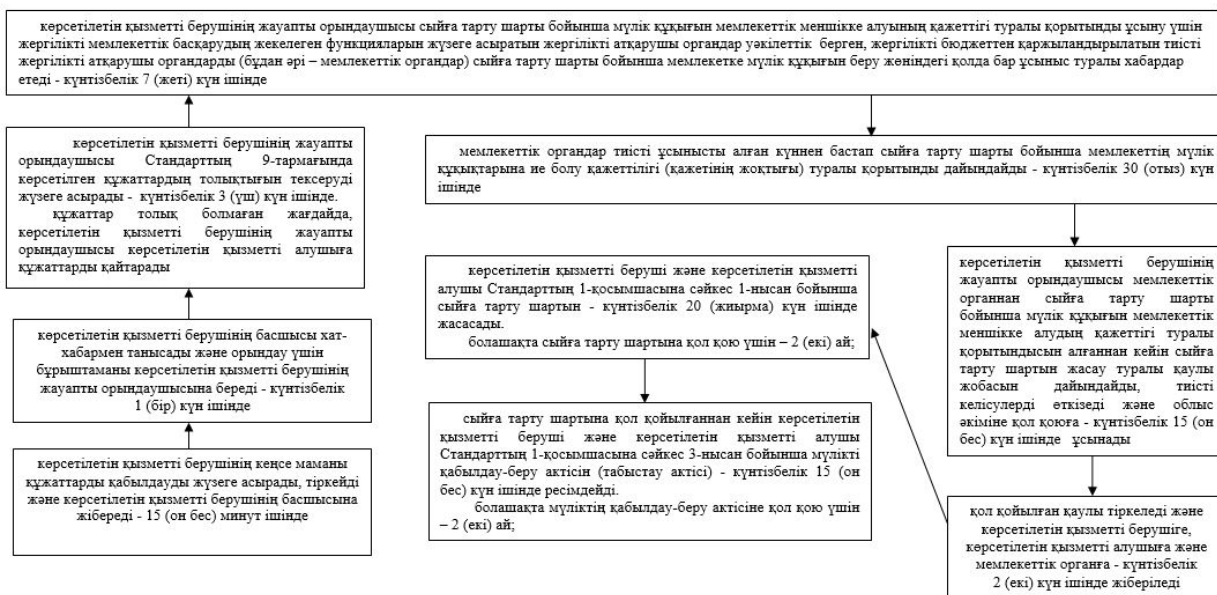 көрсетілетін қызметті берушінің жауапты орындаушысы сыйға тарту шарты бойынша мүлік құқығын мемлекеттік меншікке алуының қажеттігі туралы қорытынды ұсыну үшін
жергілікті мемлекеттік басқарудың жекелеген функцияларын жүзеге асыратын жергілікті атқарушы органдар уәкілеттік берген, жергілікті бюджеттен қаржыландырылатын тиісті
жергілікті атқарушы органдарды (бұдан әрі – мемлекеттік органдар) сыйға тарту шарты бойынша мемлекетке мүлік құқығын беру жөніндегі қолда бар ұсыныс туралы хабардар
етеді - күнтізбелік 7 (жеті) күн ішінде
көрсетілетін қызметті берушінің жауапты
орындаушысы Стандарттың 9-тармағында
көрсетілген құжаттардың толықтығын тексеруді
жүзеге асырады - күнтізбелік 3 (үш) күн ішінде.
құжаттар толық болмаған жағдайда,
көрсетілетін қызметті берушінің жауапты
орындаушысы көрсетілетін қызметті алушыға
құжаттарды қайтарады
көрсетілетін қызметті берушінің басшысы хат-
хабармен танысады және орындау үшін
бұрыштаманы көрсетілетін қызметті берушінің
жауапты орындаушысына береді - күнтізбелік
1 (бір) күн ішінде
көрсетілетін қызметті берушінің кеңсе маманы
құжаттарды қабылдауды жүзеге асырады, тіркейді
және көрсетілетін қызметті берушінің басшысына
жібереді - 15 (он бес) минут ішінде
мемлекеттік органдар тиісті ұсынысты алған күннен бастап сыйға тарту шарты бойынша мемлекеттің мүлік
құқықтарына ие болу қажеттілігі (қажетінің жоқтығы) туралы қорытынды дайындайды - күнтізбелік 30 (отыз) күн
ішінде
көрсетілетін қызметті беруші және көрсетілетін қызметті
алушы Стандарттың 1-қосымшасына сәйкес 1-нысан бойынша
сыйға тарту шартын - күнтізбелік 20 (жиырма) күн ішінде
жасасады.
болашақта сыйға тарту шартына қол қою үшін – 2 (екі) ай;
сыйға тарту шартына қол қойылғаннан кейін көрсетілетін
қызметті беруші және көрсетілетін қызметті алушы
Стандарттың 1-қосымшасына сәйкес 3-нысан бойынша мүлікті
қабылдау-беру актісін (табыстау актісі) - күнтізбелік 15 (он
бес) күн ішінде ресімдейді.
болашақта мүліктің қабылдау-беру актісіне қол қою үшін
– 2 (екі) ай;
көрсетілетін қызметті берушінің
жауапты орындаушысы мемлекеттік
органнан сыйға тарту шарты
бойынша мүлік құқығын мемлекеттік
меншікке алудың қажеттігі туралы
қорытындысын алғаннан кейін сыйға
тарту шартын жасау туралы қаулы
жобасын дайындайды, тиісті
келісулерді өткізеді және облыс
әкіміне қол қоюға - күнтізбелік 15 (он
бес) күн ішінде ұсынады
қол қойылған қаулы тіркеледі және
көрсетілетін қызметті берушіге,
көрсетілетін қызметті алушыға және
мемлекеттік органға - күнтізбелік
2 (екі) күн ішінде жіберіледі